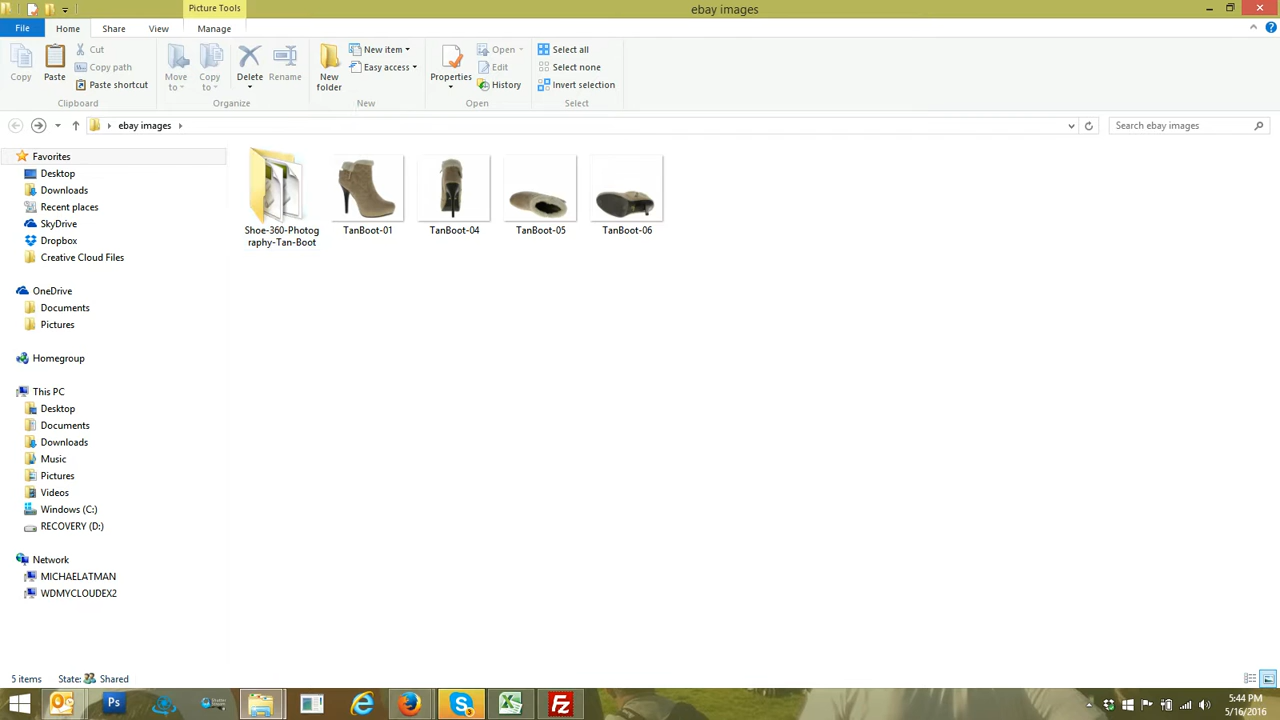 Picture Tools
ebay images
File
Home
Share
View
Manage
Copy
Paste
Cut
Copy path
Paste shortcut
Move to
Copy to
Delete
Rename
New folder
New item
Easy access
Properties
Open
Edit
History
Select all
Select none
Invert selection
Clipboard
Organize
New
Open
Select
ebay images
Search ebay images
Favorites
Desktop
Downloads
Recent places
SkyDrive
Dropbox
Creative Cloud Files
OneDrive
Documents
Pictures
Homegroup
This PC
Desktop
Documents
Downloads
Music
Pictures
Videos
Windows (C:)
RECOVERY (D:)
Network
MICHAELATMAN
WDMYCLOUDEX2
Shoe-360-Photog
raphy-Tan-Boot
TanBoot-01
TanBoot-04
TanBoot-05
TanBoot-06
5 items
State:
Shared
Ps
Fz
5:44 PM
5/16/2016